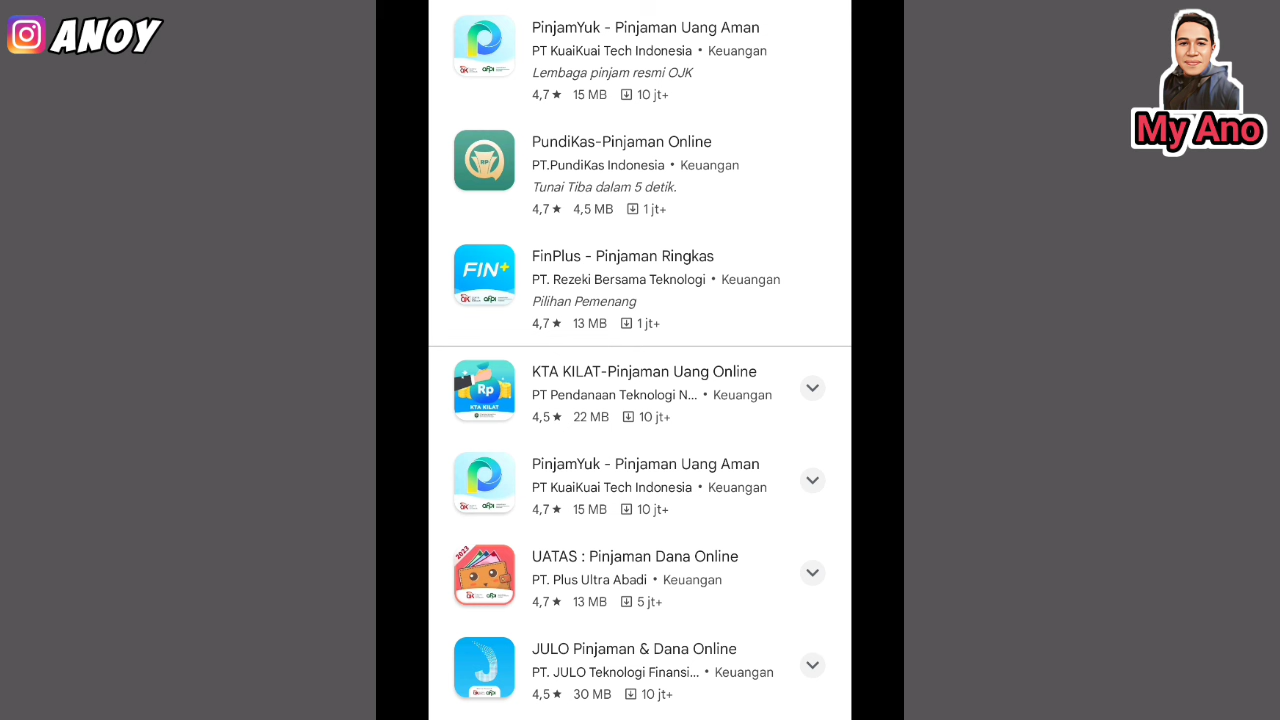 ANOY
My Ano
PinjamYuk - Pinjaman Uang Aman
PT KuaiKuai Tech Indonesia • Keuangan
Lembaga pinjam resmi OJK
4,7★ 15 MB 10 jt+
RP
PundiKas-Pinjaman Online
PT.PundiKas Indonesia • Keuangan
Tunai Tiba dalam 5 detik.
4,7★ 4,5 MB 1 jt+
FIN+
FinPlus - Pinjaman Ringkas
PT. Rezeki Bersama Teknologi • Keuangan
Pilihan Pemenang
4,7★ 13 MB 1 jt+
Rp
KTA KILAT
KTA KILAT-Pinjaman Uang Online
PT Pendanaan Teknologi N... • Keuangan
4,5★ 22 MB 10 jt+
PinjamYuk - Pinjaman Uang Aman
PT KuaiKuai Tech Indonesia • Keuangan
4,7★ 15 MB 10 jt+
2023
UATAS : Pinjaman Dana Online
PT. Plus Ultra Abadi • Keuangan
4,7★ 13 MB 5 jt+
JULO Pinjaman & Dana Online
PT. JULO Teknologi Finansi... • Keuangan
4,5★ 30 MB 10 jt+